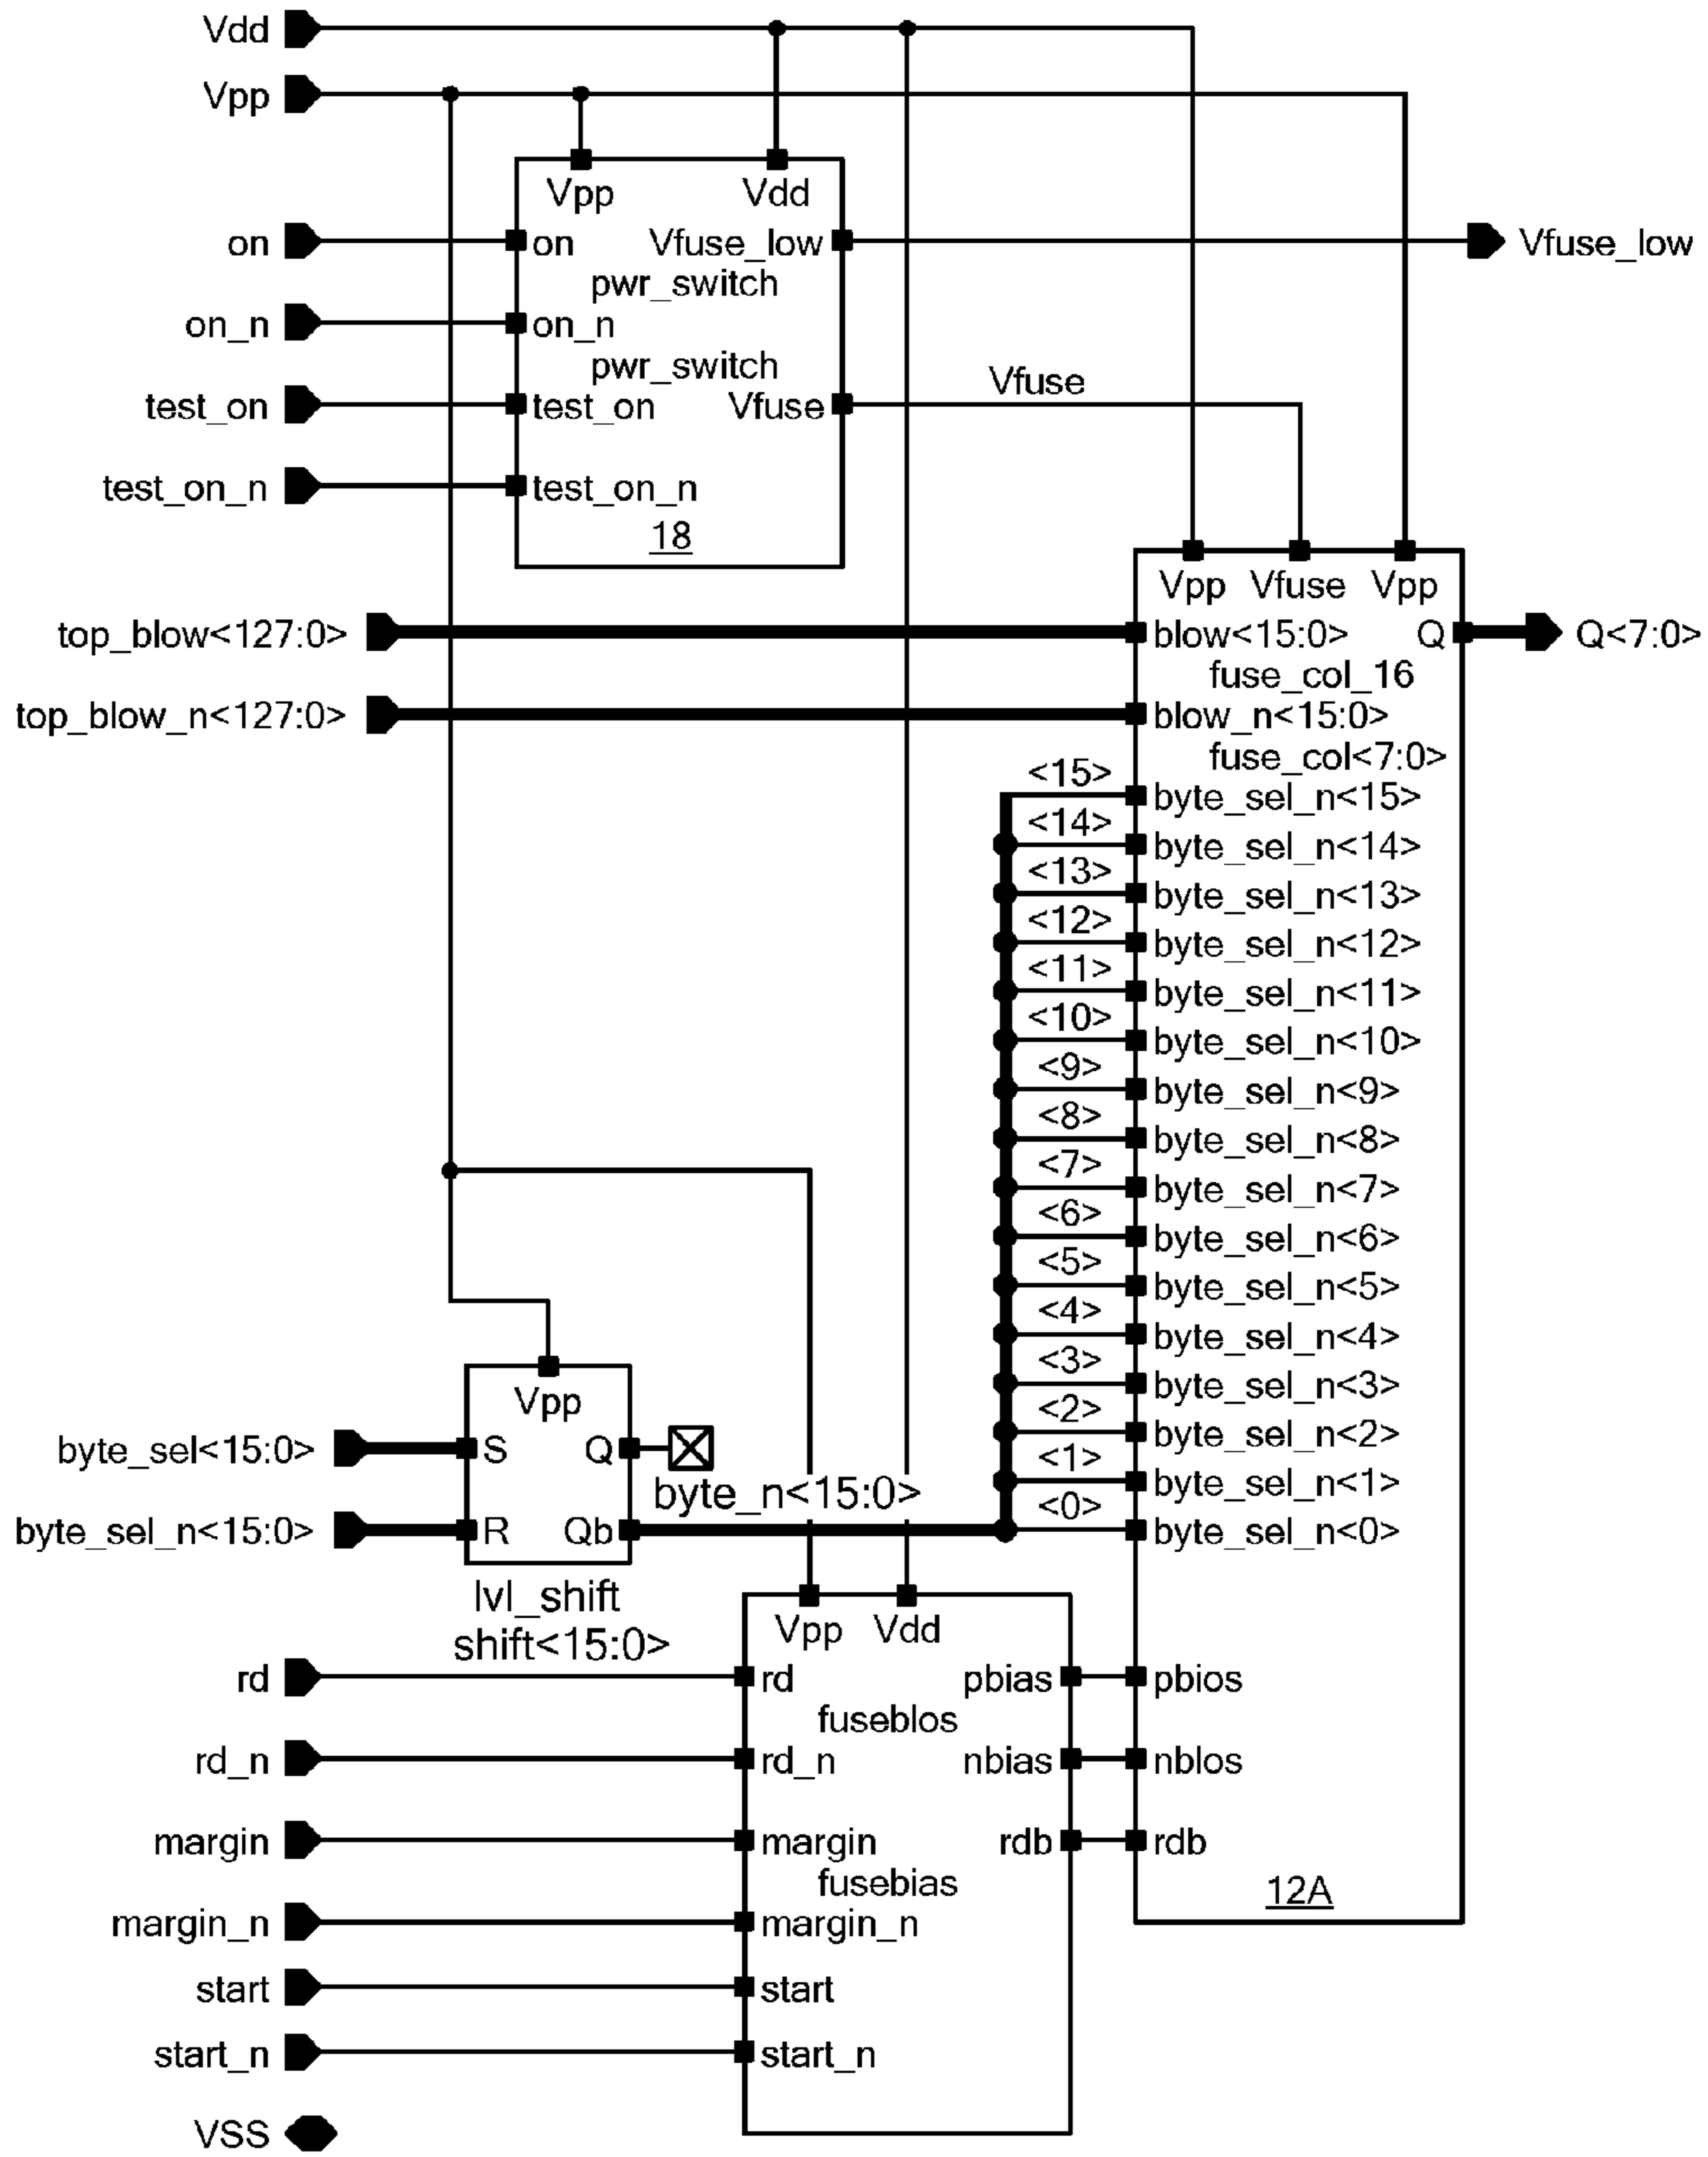 Vdd
Vpp
Vpp Vdd
on on Vfuse_low Vfuse_low
pwr_switch
on_n on_n
pwr_switch
Vfuse
test_on test_on Vfuse
test_on_n test_on_n
18
Vpp Vfuse Vpp
top_blow<127:0> blow<15:0> Q Q<7:0>
fuse_col_16
top_blow_n<127:0> blow_n<15:0>
fuse_col<7:0>
<15> byte_sel_n<15>
<14> byte_sel_n<14>
<13> byte_sel_n<13>
<12> byte_sel_n<12>
<11> byte_sel_n<11>
<10> byte_sel_n<10>
<9> byte_sel_n<9>
<8> byte_sel_n<8>
<7> byte_sel_n<7>
<6> byte_sel_n<6>
<5> byte_sel_n<5>
<4> byte_sel_n<4>
<3> byte_sel_n<3>
<2> byte_sel_n<2>
<1> byte_sel_n<1>
<0> byte_sel_n<0>
Vpp
byte_sel<15:0> S Q
byte_n<15:0>
byte_sel_n<15:0> R Qb
lvl_shift
shift<15:0>
Vpp Vdd
rd rd pbias pbios
fuseblos
rd_n rd_n nbias nblos
margin margin rdb rdb
fusebias
12A
margin_n margin_n
start start
start_n start_n
VSS